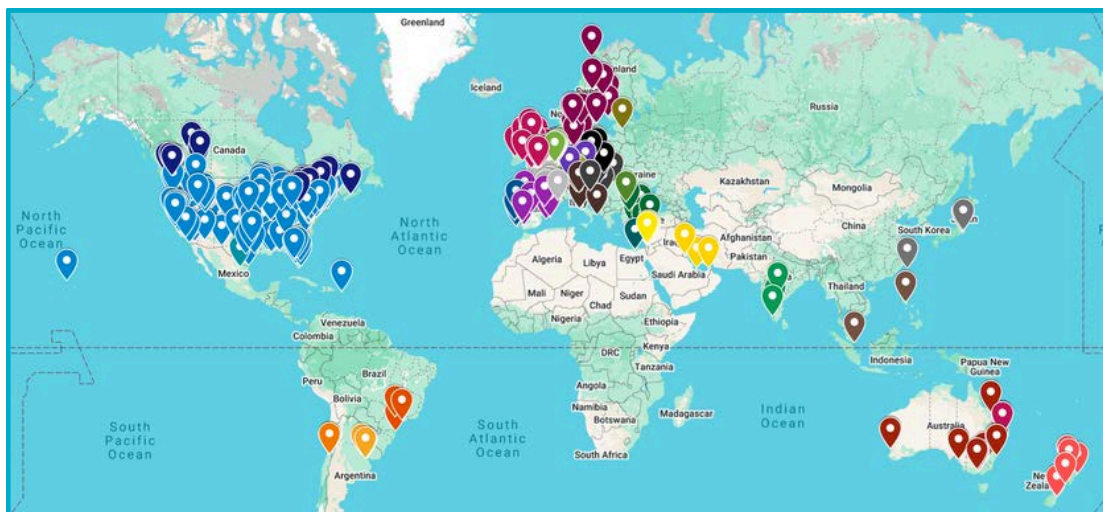 Greenland
Iceland
Russia
Canada
Kazakhstan
Mongolia
North
Pacific
Ocean
North
Atlantic
Ocean
South Korea
China
Afghanistan
Pakistan
Algeria
Libya
Egypt
Saudi Arabia
Mexico
Mali
Niger
Chad
Sudan
Thailand
Nigeria
Ethiopia
Venezuela
Colombia
Kenya
DRC
Tanzania
Indonesia
Papua New
Guinea
Peru
Brazil
Bolivia
Angola
Namibia
Botswana
Madagascar
Indian
Ocean
South
Pacific
Ocean
South
Atlantic
Ocean
Australia
South Africa
Argentina